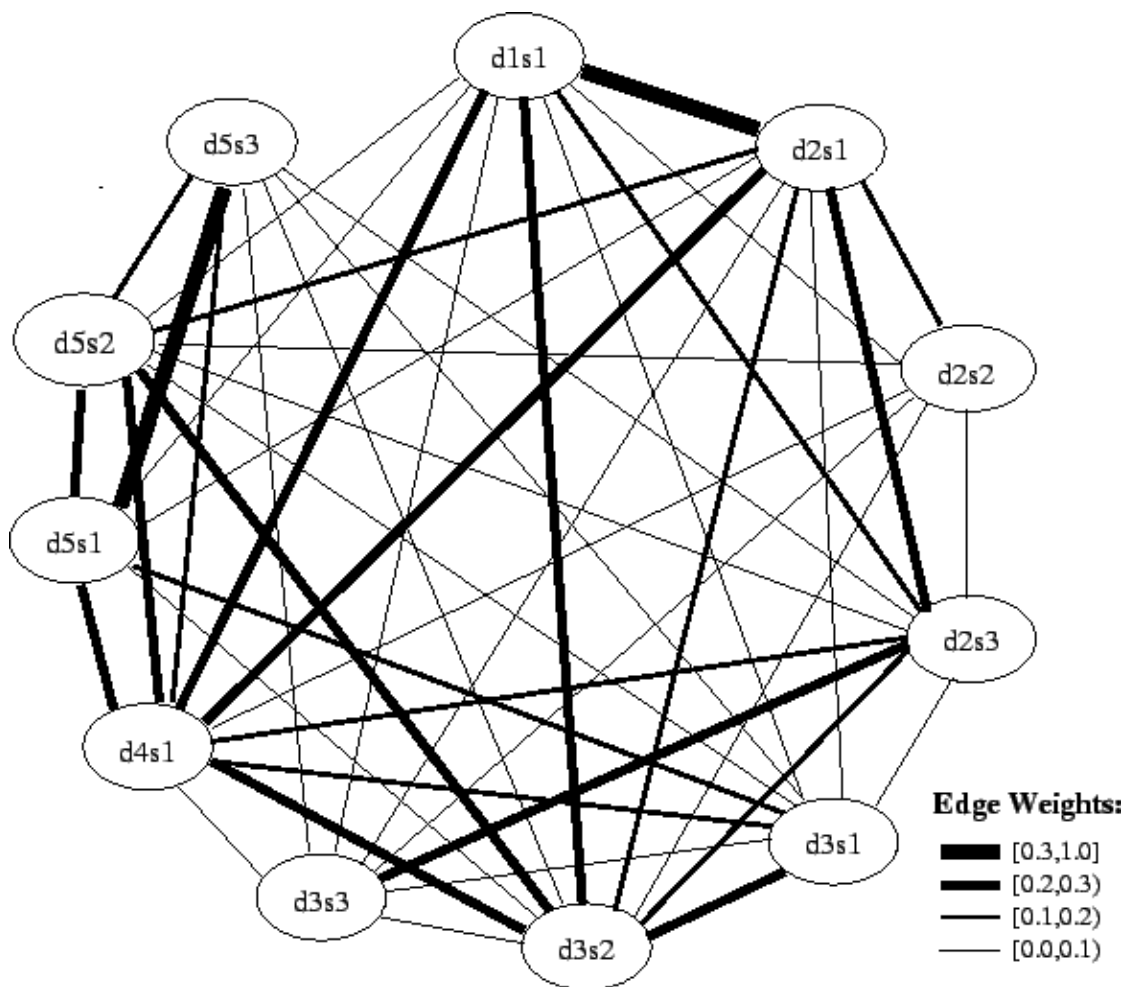 d1s1
d5s3
d2s1
d5s2
d2s2
d5s1
d2s3
d4s1
d3s1
d3s3
d3s2
Edge Weights:
[0.3,1.0]
[0.2,0.3)
[0.1,0.2)
[0.0,0.1)